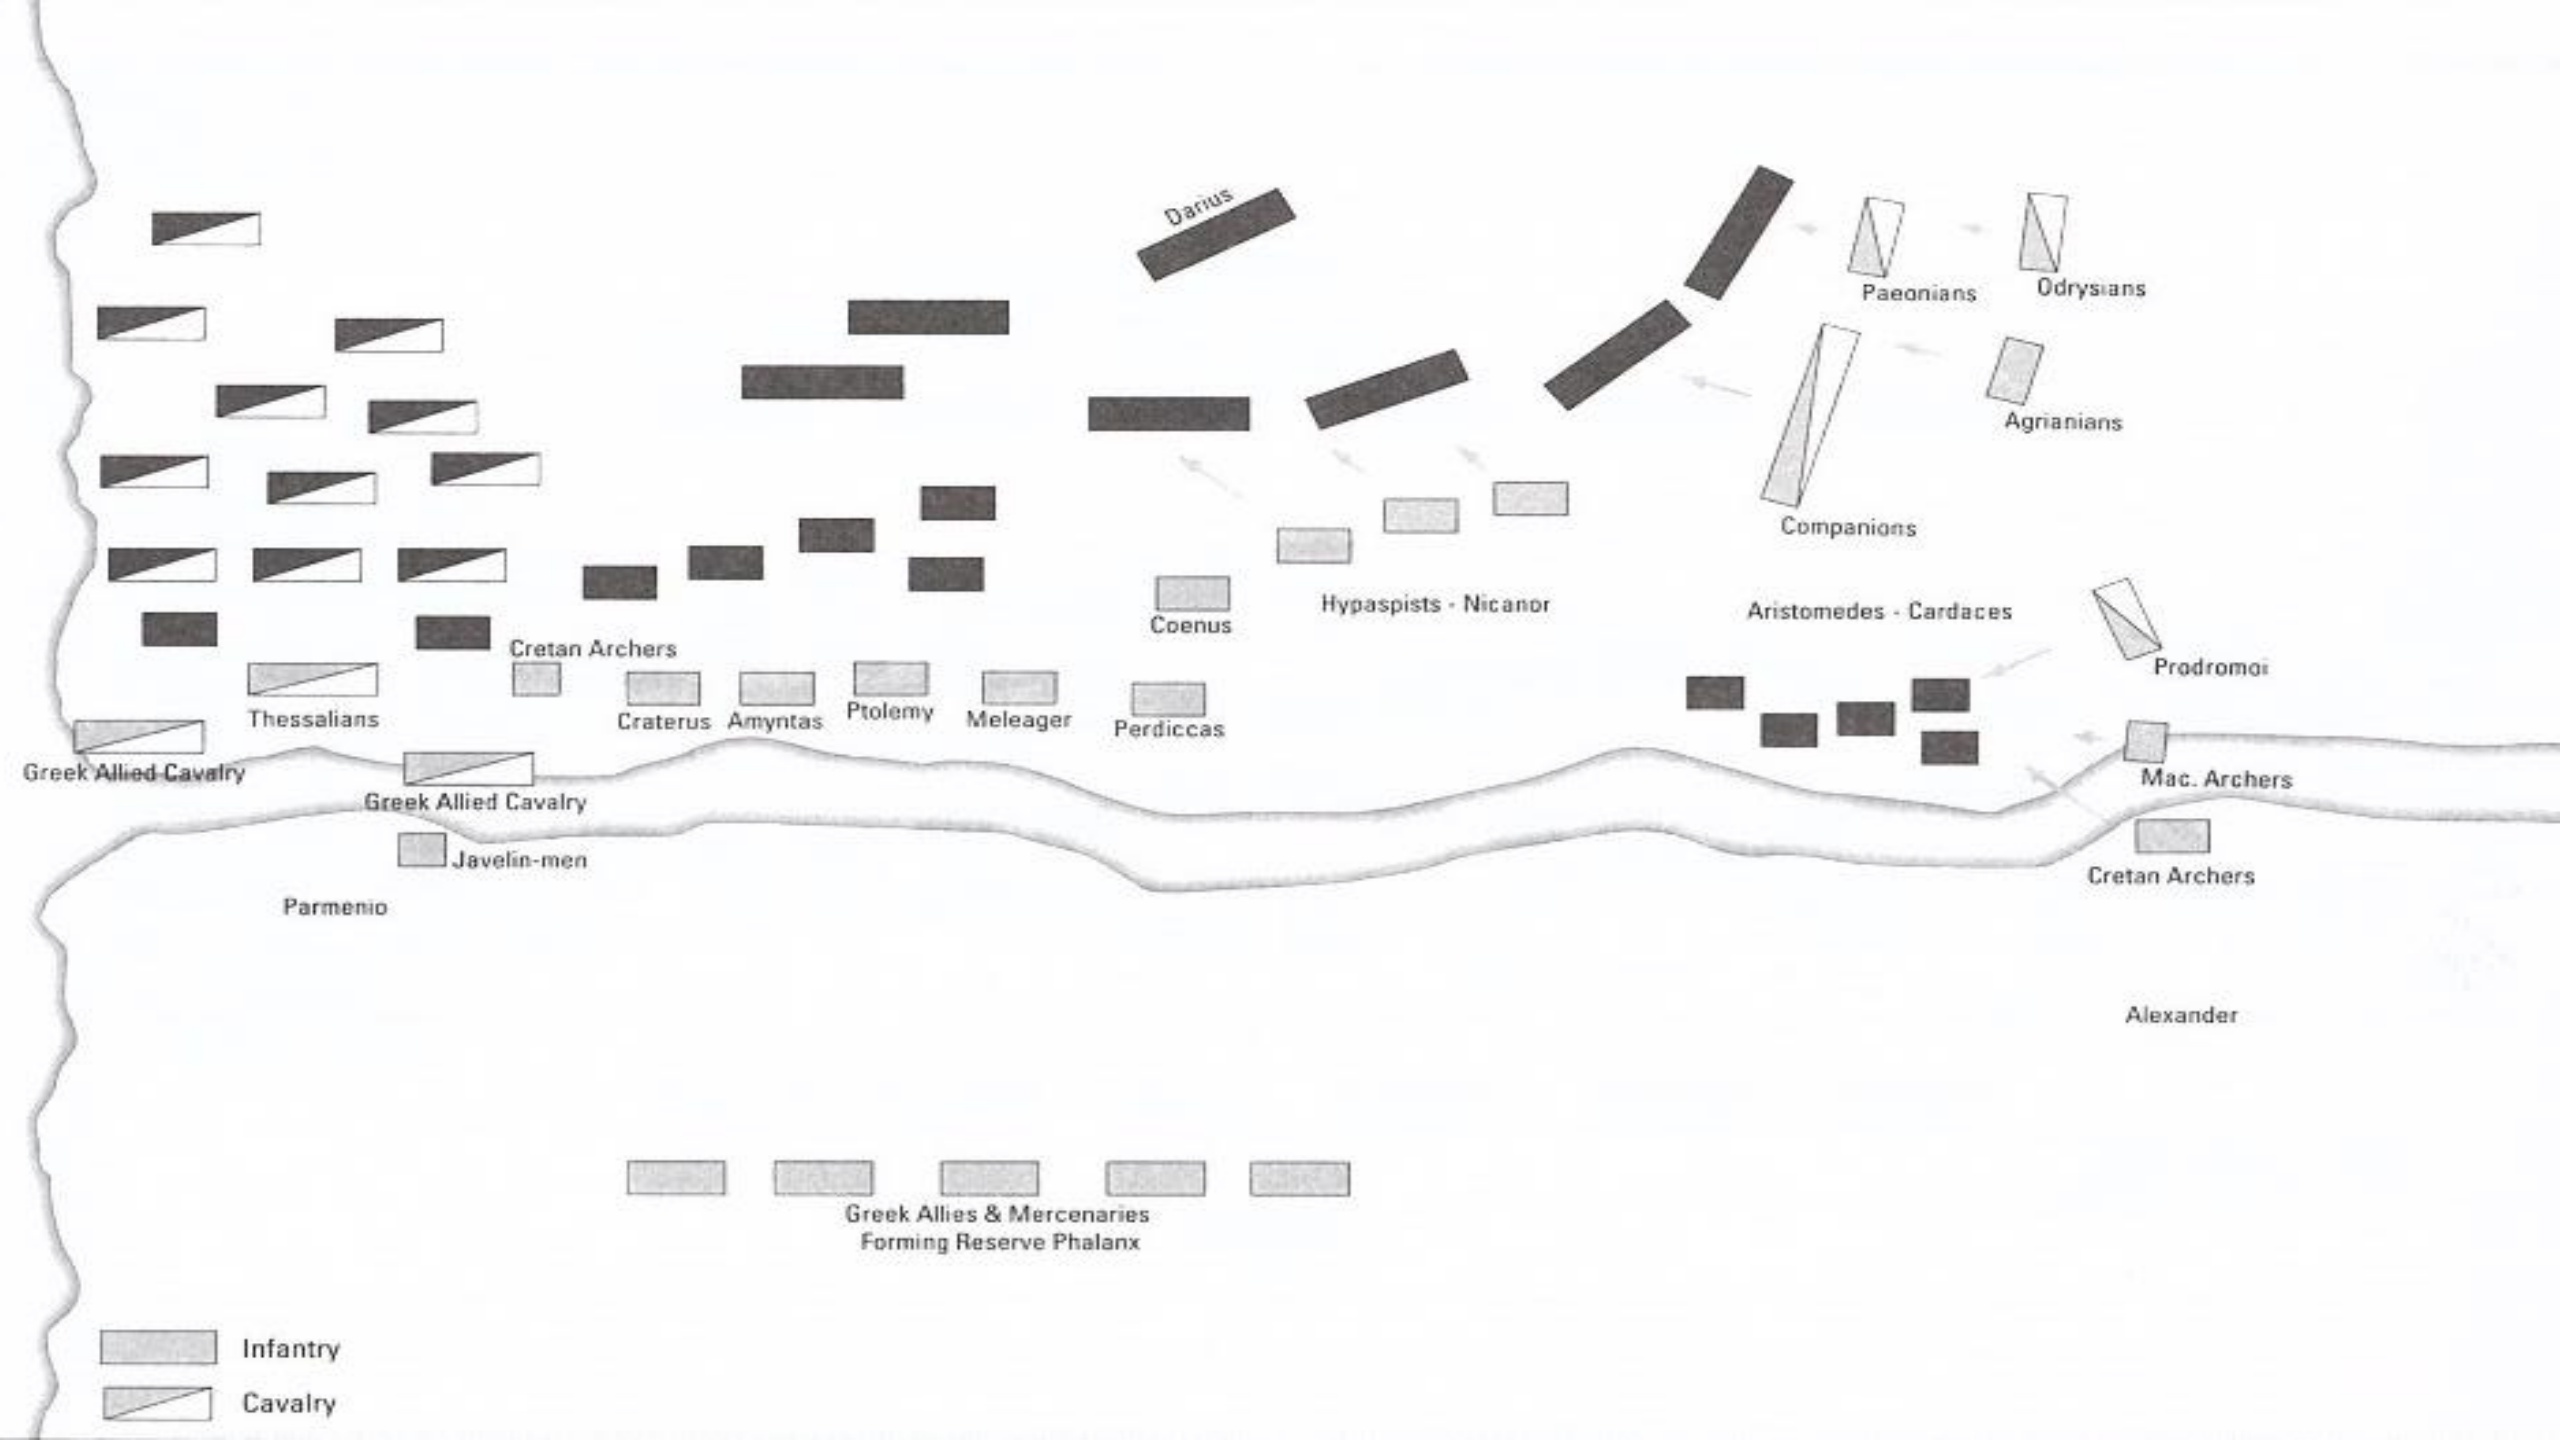 Darius
Paeonians
Odrysians
Agrianians
Companions
Hypaspists - Nicanor
Aristomedes - Cardaces
Coenus
Cretan Archers
Prodromoi
Thessalians
Craterus
Amyntas
Ptolemy
Meleager
Perdiccas
Greek Allied Cavalry
Mac. Archers
Greek Allied Cavalry
Javelin-men
Cretan Archers
Parmenio
Alexander
Greek Allies & Mercenaries
Forming Reserve Phalanx
Infantry
Cavalry